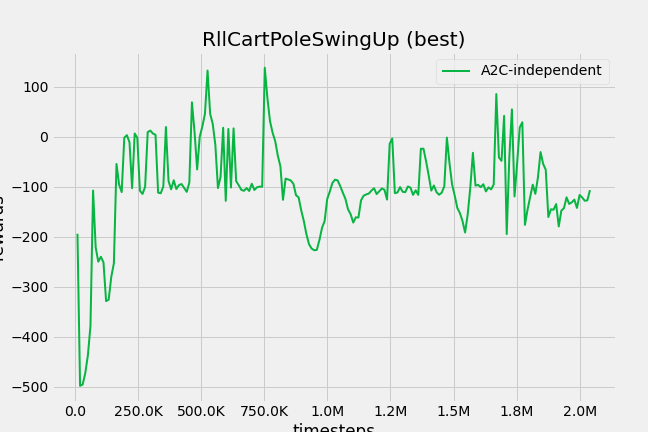 RllCartPoleSwingUp (best)
A2C-independent
100
0
−100
−200
−300
−400
−500
rewards
0.0 250.0K 500.0K 750.0K 1.0M 1.2M 1.5M 1.8M 2.0M
timesteps